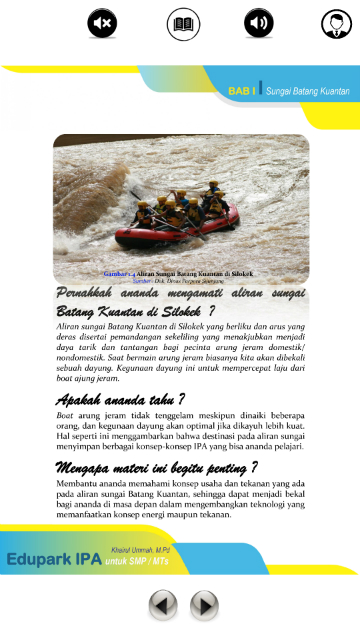 BAB I Sungai Batang Kuantan
Gambar 1.4 Aliran Sungai Batang Kuantan di Silokek
Sumber : Dok. Dinas Parpora Sijunjung
Pernahkah ananda mengamati aliran sungai
Batang Kuantan di Silokek ?
Aliran sungai Batang Kuantan di Silokek yang berliku dan arus yang
deras disertai pemandangan sekeliling yang menakjubkan menjadi
daya tarik dan tantangan bagi pecinta arung jeram domestik/
nondomestik. Saat bermain arung jeram biasanya kita akan dibekali
sebuah dayung. Kegunaan dayung ini untuk mempercepat laju dari
boat ajung jeram.
Apakah ananda tahu ?
Boat arung jeram tidak tenggelam meskipun dinaiki beberapa
orang, dan kegunaan dayung akan optimal jika dikayuh lebih kuat.
Hal seperti ini menggambarkan bahwa destinasi pada aliran sungai
menyimpan berbagai konsep-konsep IPA yang bisa ananda pelajari.
Mengapa materi ini begitu penting ?
Membantu ananda memahami konsep usaha dan tekanan yang ada
pada aliran sungai Batang Kuantan, sehingga dapat menjadi bekal
bagi ananda di masa depan dalam mengembangkan teknologi yang
memanfaatkan konsep energi maupun tekanan.
Khairul Ummah, M.Pd
Edupark IPA untuk SMP / MTs